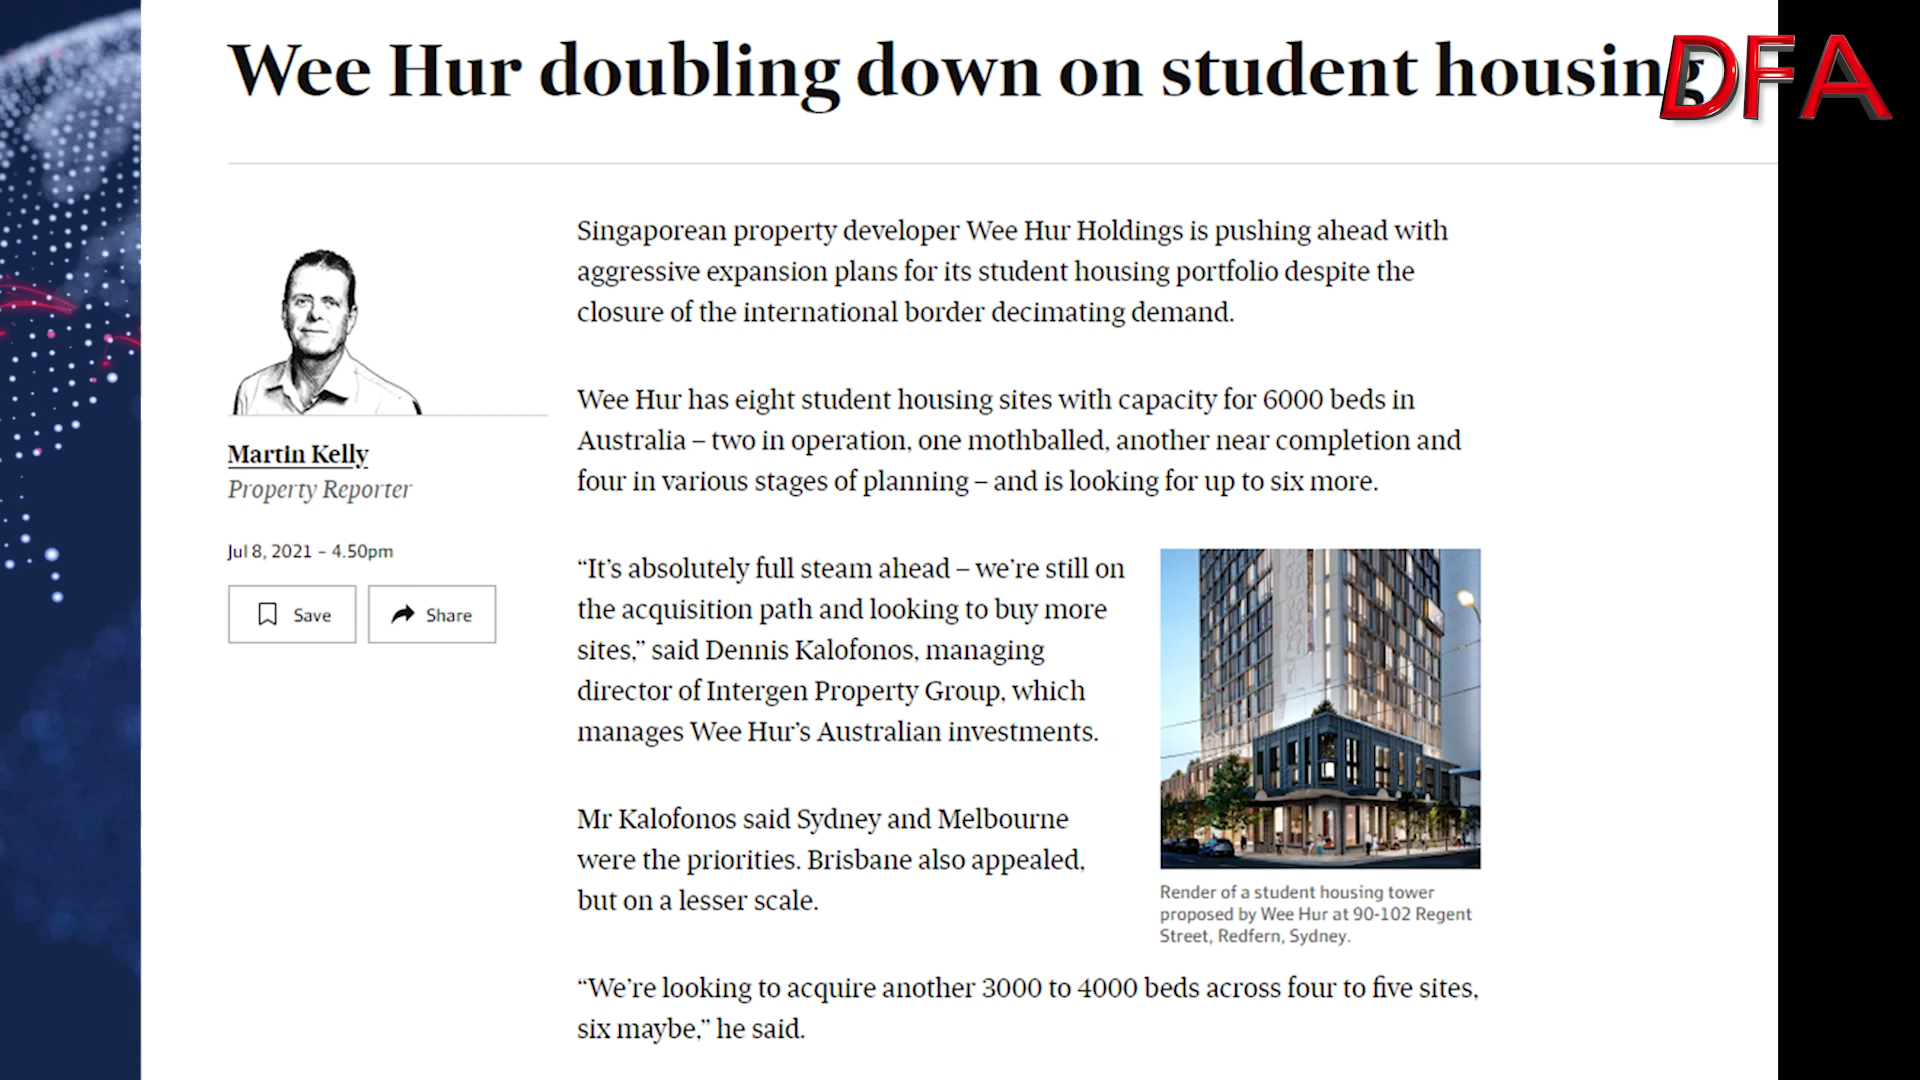 Wee Hur doubling down on student housing
DFA
Martin Kelly
Property Reporter
Jul 8, 2021 – 4.50pm
Save
Share
Singaporean property developer Wee Hur Holdings is pushing ahead with
aggressive expansion plans for its student housing portfolio despite the
closure of the international border decimating demand.
Wee Hur has eight student housing sites with capacity for 6000 beds in
Australia – two in operation, one mothballed, another near completion and
four in various stages of planning – and is looking for up to six more.
“It’s absolutely full steam ahead – we’re still on
the acquisition path and looking to buy more
sites,” said Dennis Kalofonos, managing
director of Intergen Property Group, which
manages Wee Hur’s Australian investments.
Mr Kalofonos said Sydney and Melbourne
were the priorities. Brisbane also appealed,
but on a lesser scale.
Render of a student housing tower
proposed by Wee Hur at 90-102 Regent
Street, Redfern, Sydney.
“We’re looking to acquire another 3000 to 4000 beds across four to five sites,
six maybe,” he said.